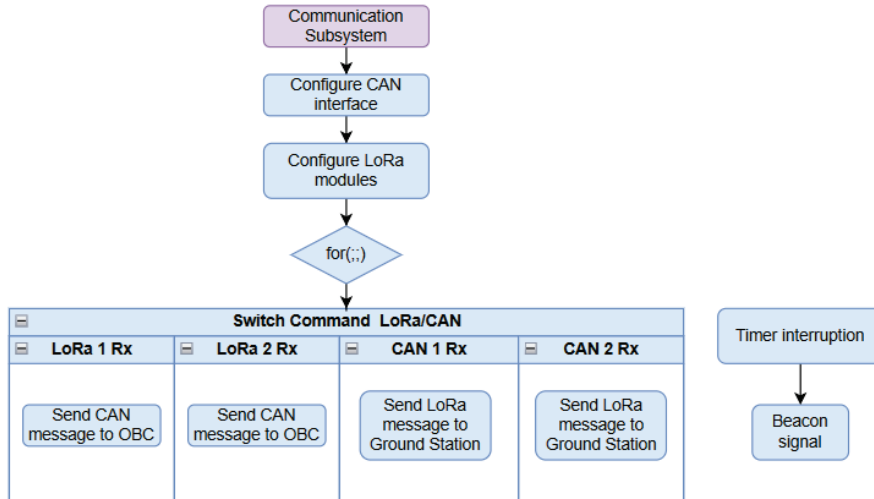 Communication
Subsystem
Configure CAN
interface
Configure LoRa
modules
for(;;)
Switch Command LoRa/CAN
LoRa 1 Rx
LoRa 2 Rx
CAN 1 Rx
CAN 2 Rx
Send CAN
message to OBC
Send CAN
message to OBC
Send LoRa
message to
Ground Station
Send LoRa
message to
Ground Station
Timer interruption
Beacon
signal